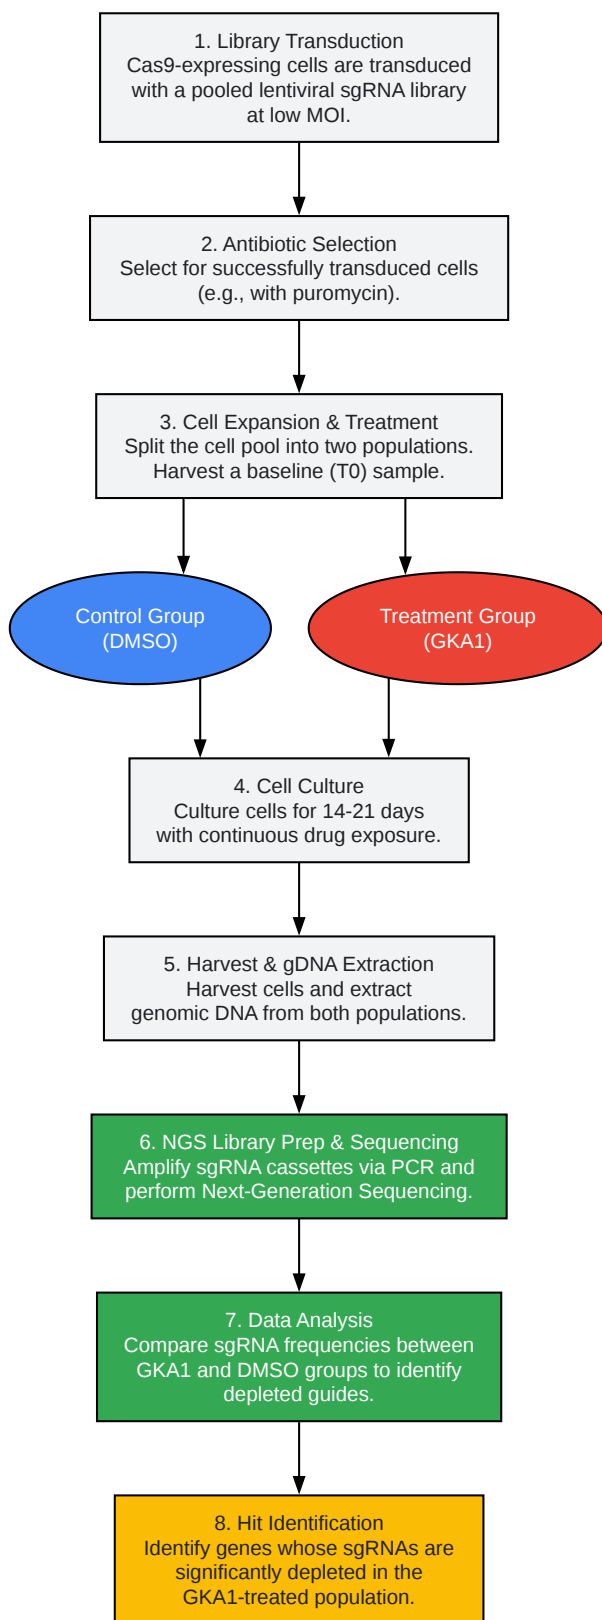 1. Library Transduction
Cas9-expressing cells are transduced
with a pooled lentiviral sgRNA library
at low MOI.
2. Antibiotic Selection
Select for successfully transduced cells
(e.g., with puromycin).
3. Cell Expansion & Treatment
Split the cell pool into two populations.
Harvest a baseline (T0) sample.
Control Group
(DMSO)
Treatment Group
(GKA1)
4. Cell Culture
Culture cells for 14-21 days
with continuous drug exposure.
5. Harvest & gDNA Extraction
Harvest cells and extract
genomic DNA from both populations.
6. NGS Library Prep & Sequencing
Amplify sgRNA cassettes via PCR and
perform Next-Generation Sequencing.
7. Data Analysis
Compare sgRNA frequencies between
GKA1 and DMSO groups to identify
depleted guides.
8. Hit Identification
Identify genes whose sgRNAs are
significantly depleted in the
GKA1-treated population.